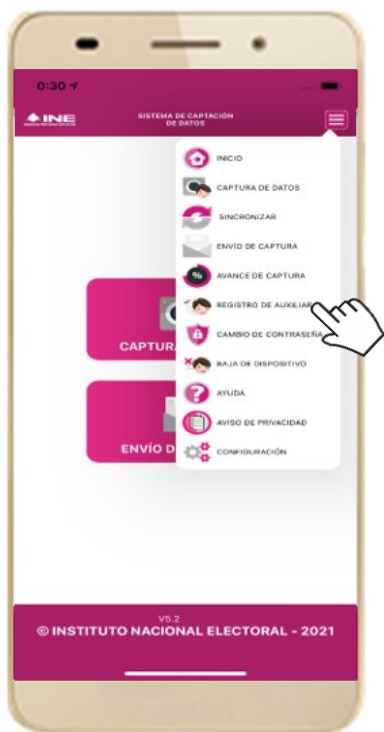 0:30
INE
SISTEMA DE CAPTACIÓN
DE DATOS
INICIO
CAPTURA DE DATOS
SINCRONIZAR
ENVÍO DE CAPTURA
%
AVANCE DE CAPTURA
REGISTRO DE AUXILIAR
CAMBIO DE CONTRASEÑA
BAJA DE DISPOSITIVO
?
AYUDA
AVISO DE PRIVACIDAD
CONFIGURACIÓN
CAPTUR
ENVÍO D
V5.2
© INSTITUTO NACIONAL ELECTORAL - 2021